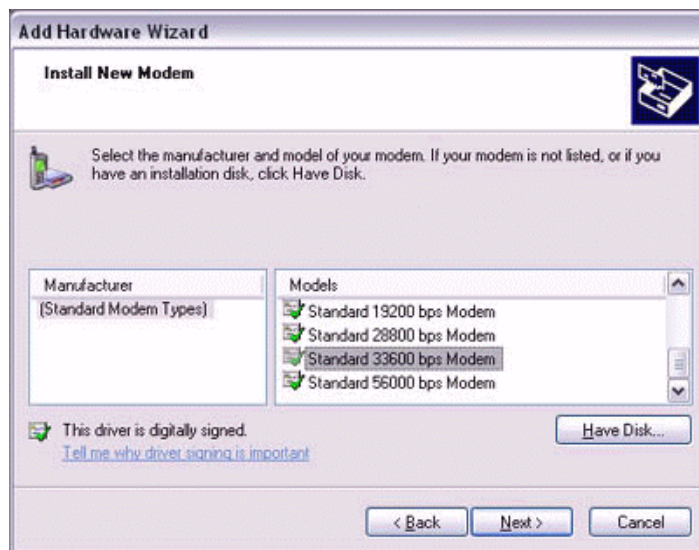 Add Hardware Wizard
Install New Modem
Select the manufacturer and model of your modem. If your modem is not listed, or if you
have an installation disk, click Have Disk.
Manufacturer
(Standard Modem Types)
Models
Standard 19200 bps Modem
Standard 28800 bps Modem
Standard 33600 bps Modem
Standard 56000 bps Modem
This driver is digitally signed.
Tell me why driver signing is important
Have Disk...
< Back
Next >
Cancel